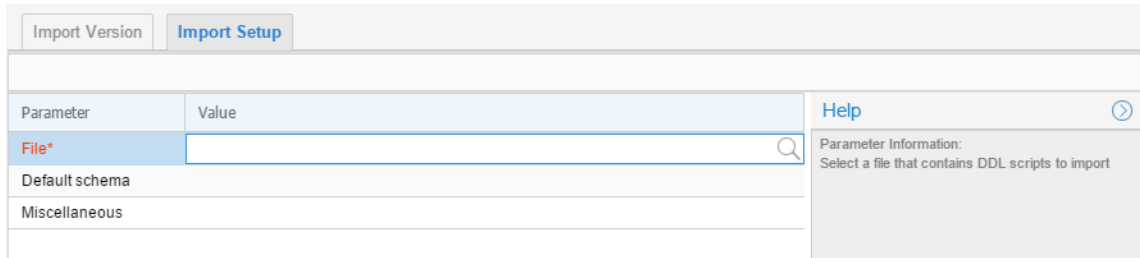 Import Version
Import Setup
Parameter
Value
Help
File*
Parameter Information:
Select a file that contains DDL scripts to import
Default schema
Miscellaneous